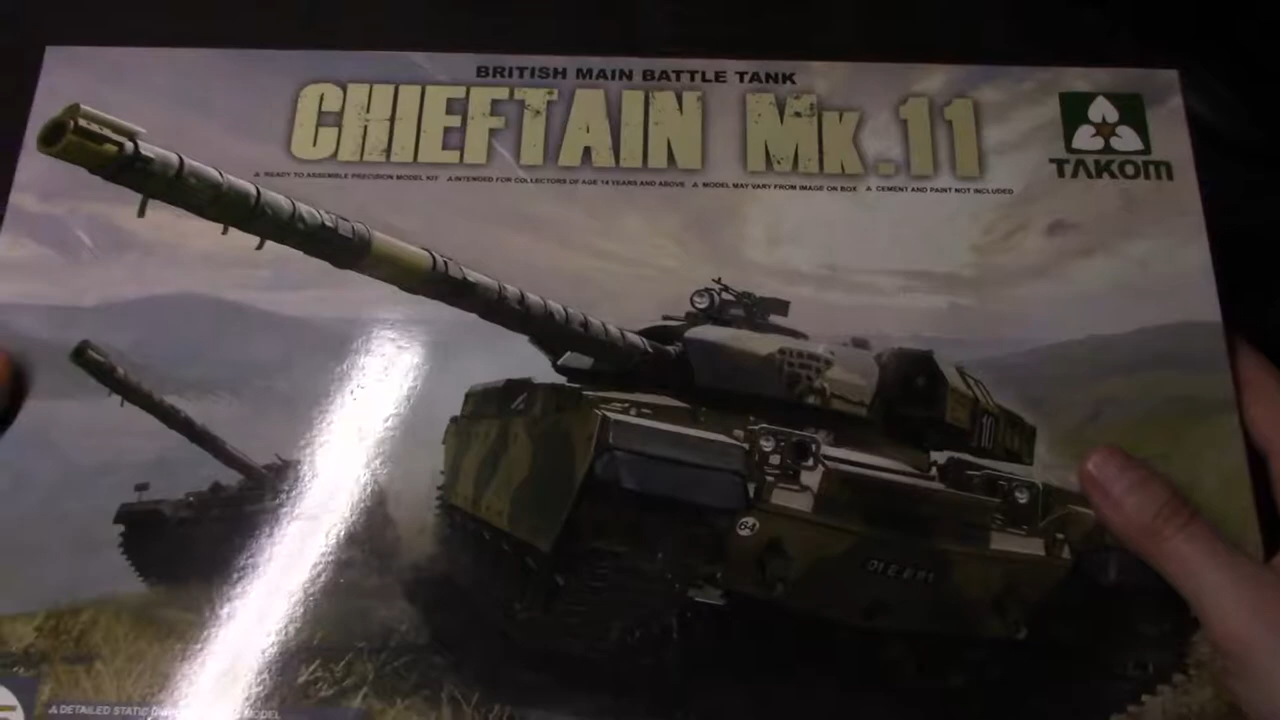 BRITISH MAIN BATTLE TANK
CHIEFTAIN Mk.11
TAKOM
READY TO ASSEMBLE PRECISION MODEL KIT INTENDED FOR COLLECTORS OF AGE 14 YEARS AND ABOVE MODEL MAY VARY FROM IMAGE ON BOX CEMENT AND PAINT NOT INCLUDED
10
64
A DETAILED STATIC MODEL